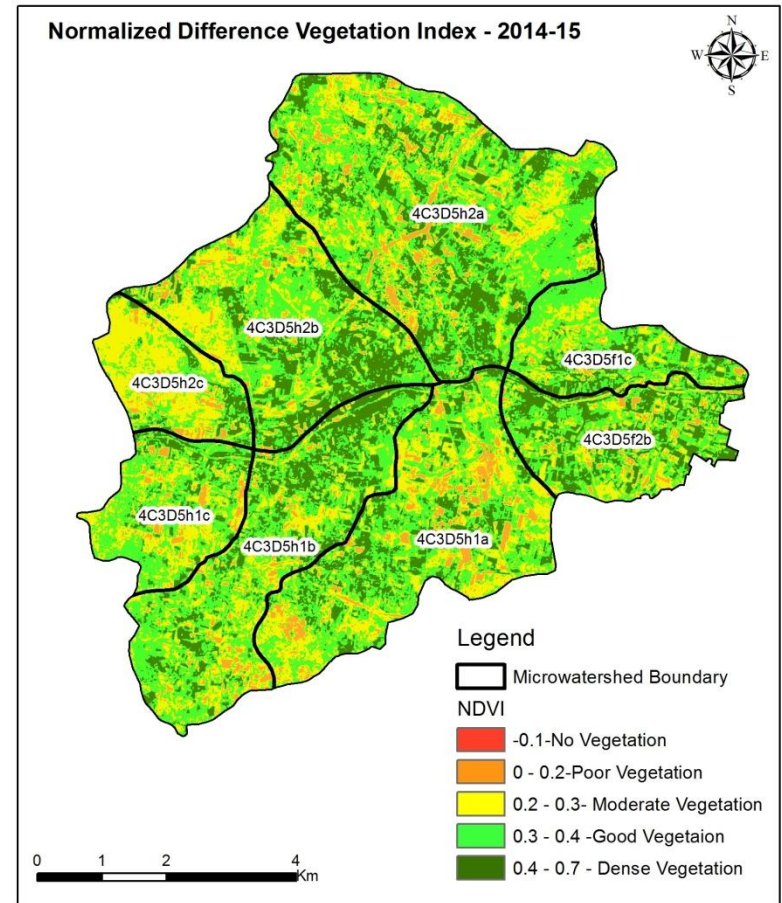 Normalized Difference Vegetation Index - 2014-15
N
W E
S
4C3D5h2a
4C3D5h2b
4C3D5f1c
4C3D5h2c
4C3D5f2b
4C3D5h1c
4C3D5h1b
4C3D5h1a
Legend
Microwatershed Boundary
NDVI
-0.1-No Vegetation
0 - 0.2-Poor Vegetation
0.2 - 0.3- Moderate Vegetation
0.3 - 0.4 -Good Vegetaion
0.4 - 0.7 - Dense Vegetation
0 1 2 4
Km